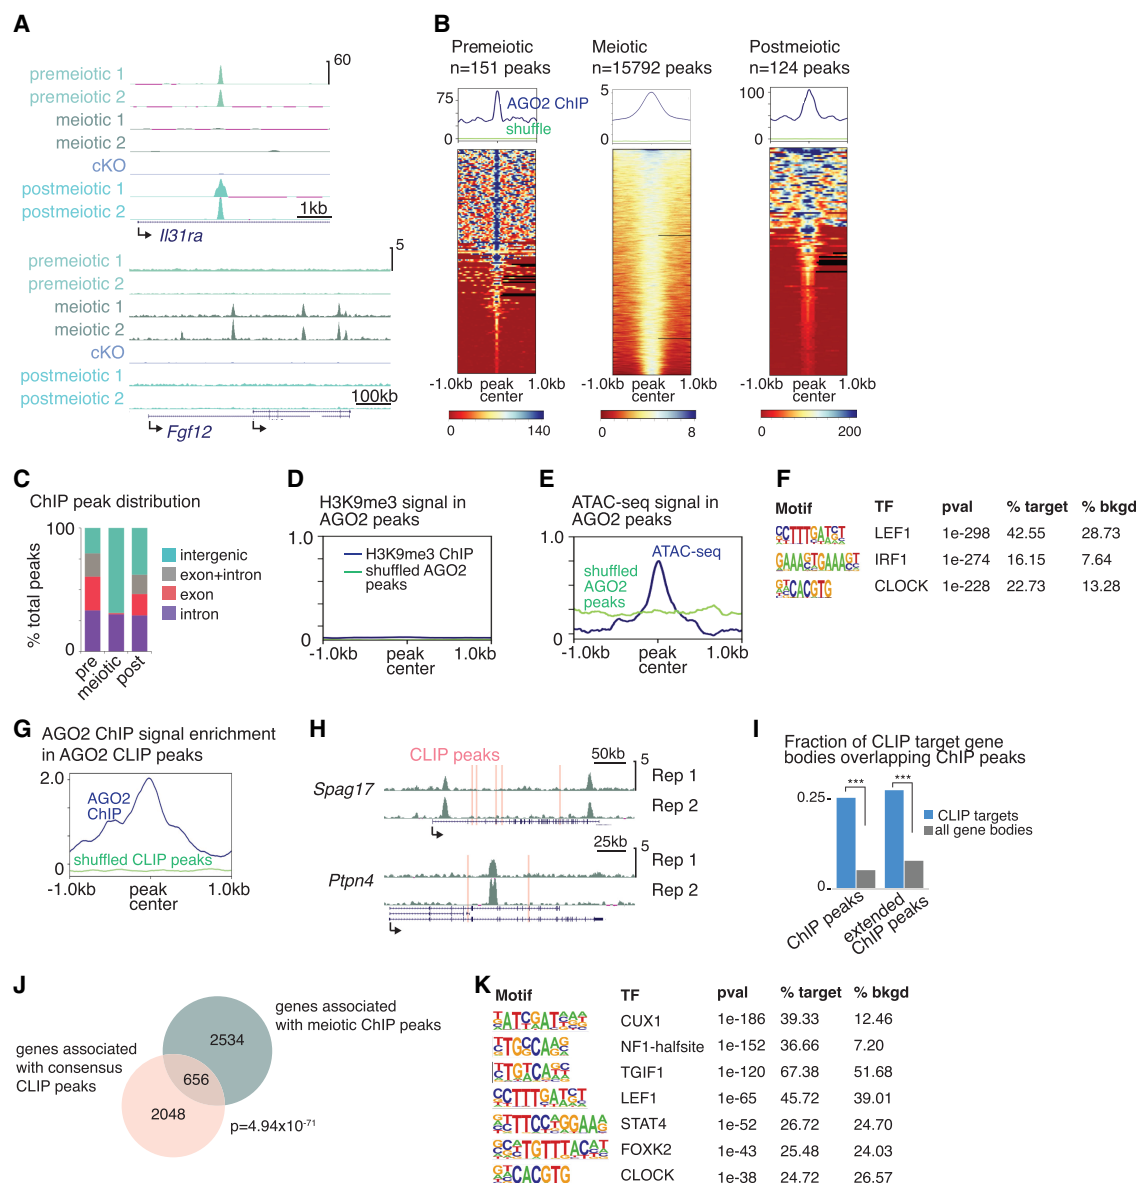 A
60
premeiotic 1
premeiotic 2
meiotic 1
meiotic 2
cKO
postmeiotic 1
postmeiotic 2
1kb
Il31ra
5
premeiotic 1
premeiotic 2
meiotic 1
meiotic 2
cKO
postmeiotic 1
postmeiotic 2
100kb
Fgf12
B
Premeiotic
n=151 peaks
Meiotic
n=15792 peaks
Postmeiotic
n=124 peaks
75
0
AGO2 ChIP
shuffle
5
0
100
0
-1.0kb peak center 1.0kb
-1.0kb peak center 1.0kb
-1.0kb peak center 1.0kb
0 140
0 8
0 200
C
ChIP peak distribution
100
0
% total peaks
intergenic
exon+intron
exon
intron
pre
meiotic
post
D
H3K9me3 signal in
AGO2 peaks
1.0
0
H3K9me3 ChIP
shuffled AGO2
peaks
-1.0kb peak center 1.0kb
E
ATAC-seq signal in
AGO2 peaks
1.0
0
ATAC-seq
shuffled
AGO2
peaks
-1.0kb peak center 1.0kb
F
Motif TF pval % target % bkgd
CCTTTGATCT LEF1 1e-298 42.55 28.73
GAAAGTGAAAGT IRF1 1e-274 16.15 7.64
CACGTG CLOCK 1e-228 22.73 13.28
G
AGO2 ChIP signal enrichment
in AGO2 CLIP peaks
2.0
0
AGO2
ChIP
shuffled CLIP peaks
-1.0kb peak center 1.0kb
H
CLIP peaks
50kb
5
Spag17
Rep 1
Rep 2
25kb
5
Ptpn4
Rep 1
Rep 2
I
Fraction of CLIP target gene
bodies overlapping ChIP peaks
*** ***
0.25
0
CLIP targets
all gene bodies
ChIP peaks
extended
ChIP peaks
J
genes associated
with meiotic ChIP peaks
2534
genes associated
with consensus
CLIP peaks
656
2048
p=4.94x10-71
K
Motif TF pval % target % bkgd
TATCGATCAAT CUX1 1e-186 39.33 12.46
TTGGCAAG NF1-halfsite 1e-152 36.66 7.20
TTGTCATG TGIF1 1e-120 67.38 51.68
CCTTTGATCT LEF1 1e-65 45.72 39.01
CTTCCTGGAAA STAT4 1e-52 26.72 24.70
TGTTTACAT FOXK2 1e-43 25.48 24.03
CACGTG CLOCK 1e-38 24.72 26.57